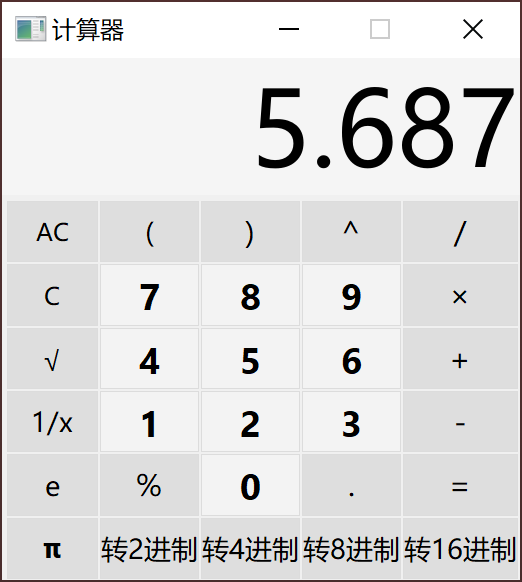 计算器
5.687
AC ( ) ^ /
C 7 8 9 ×
√ 4 5 6 +
1/x 1 2 3 -
e % 0 . =
π 转2进制 转4进制 转8进制 转16进制